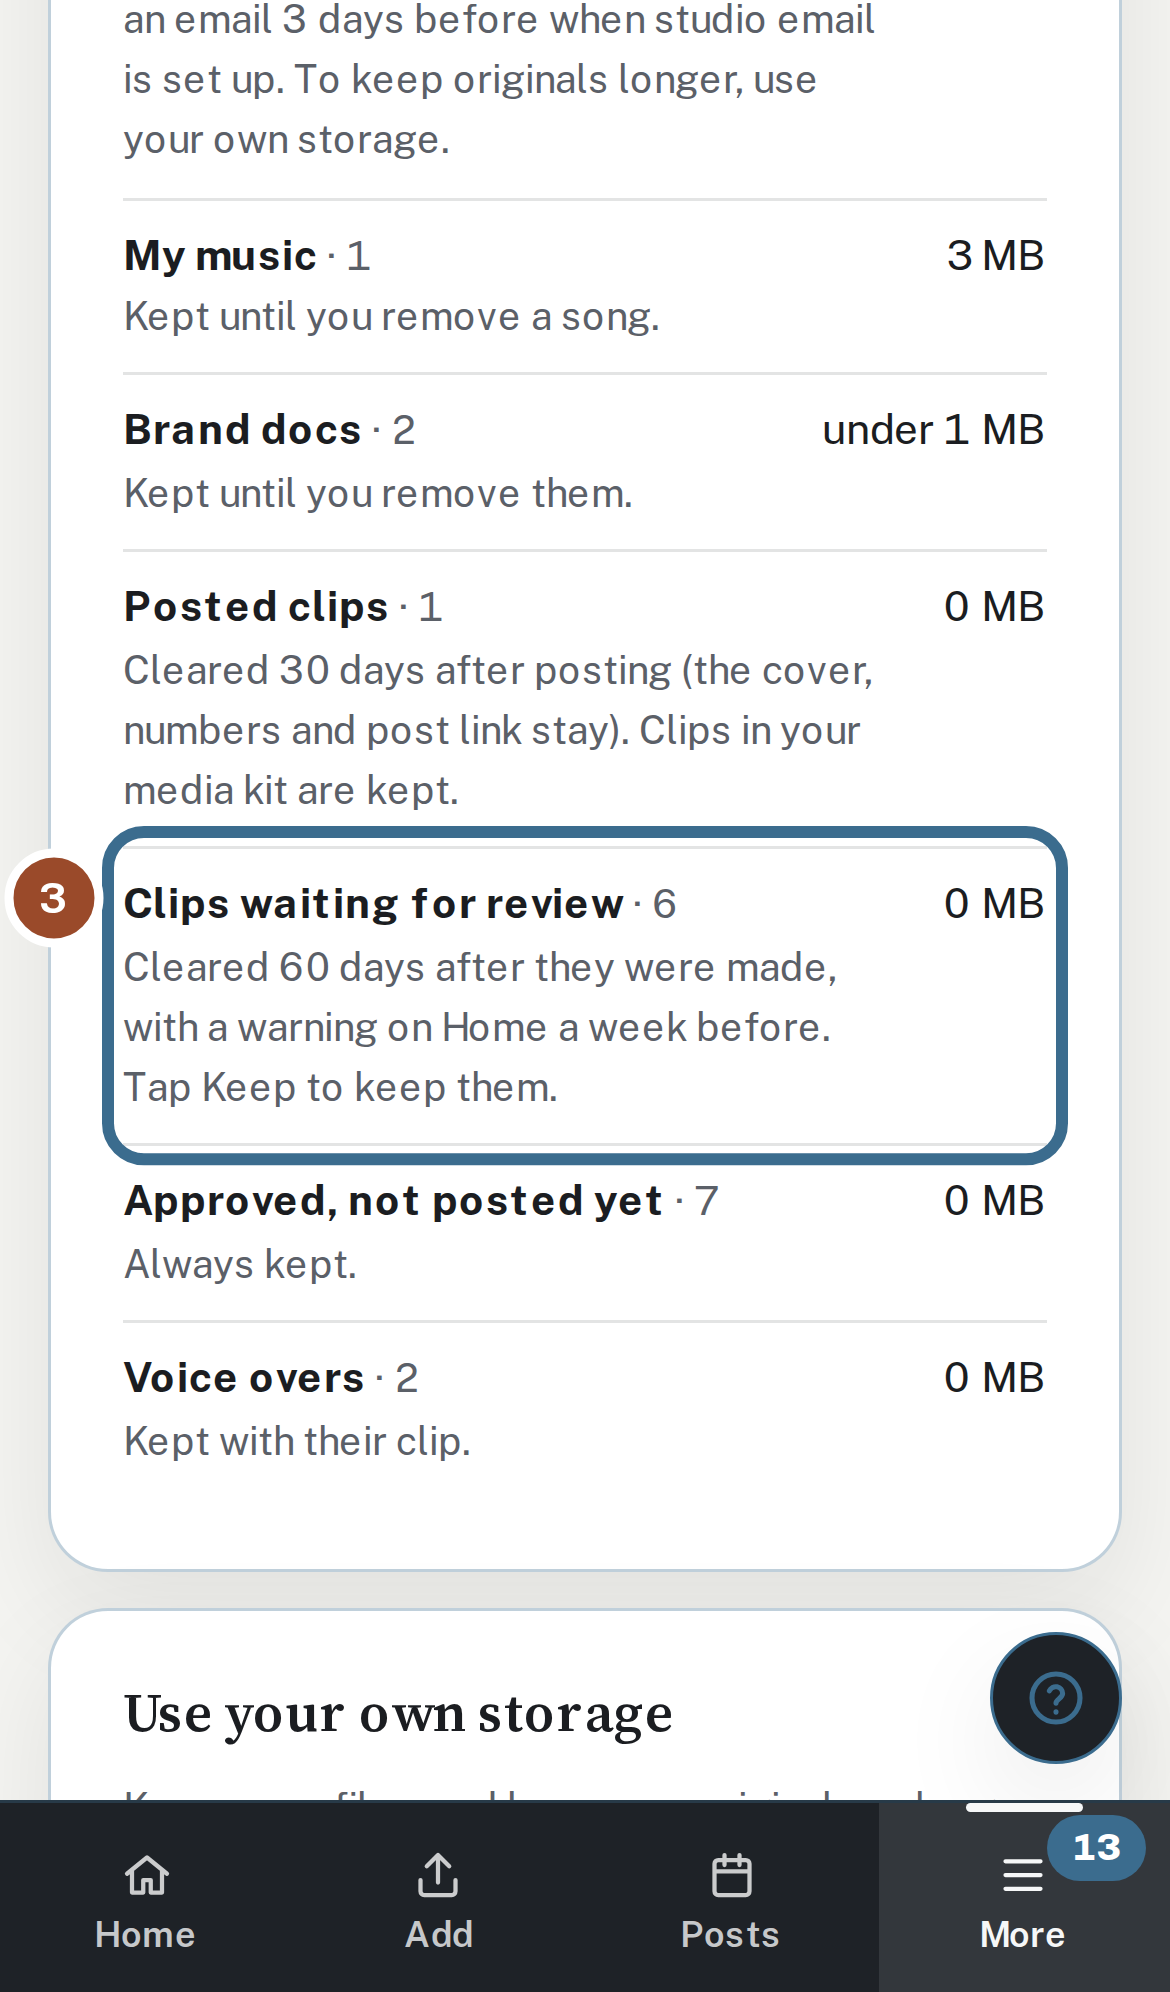 an email 3 days before when studio email
is set up. To keep originals longer, use
your own storage.
My music · 1
3 MB
Kept until you remove a song.
Brand docs · 2
under 1 MB
Kept until you remove them.
Posted clips · 1
0 MB
Cleared 30 days after posting (the cover,
numbers and post link stay). Clips in your
media kit are kept.
3
Clips waiting for review · 6
0 MB
Cleared 60 days after they were made,
with a warning on Home a week before.
Tap Keep to keep them.
Approved, not posted yet · 7
0 MB
Always kept.
Voice overs · 2
0 MB
Kept with their clip.
Use your own storage
13
Home
Add
Posts
More